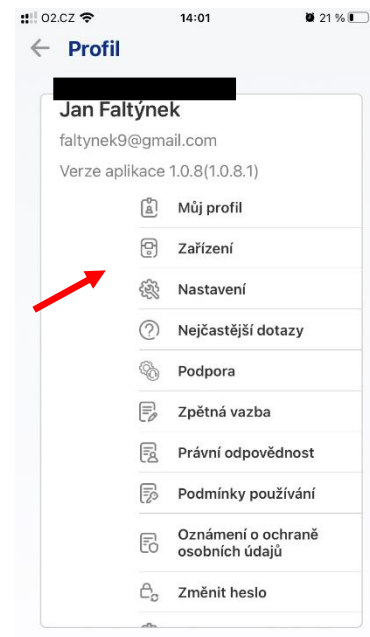 O2.CZ 14:01 21 %
Profil
Jan Faltýnek
faltynek9@gmail.com
Verze aplikace 1.0.8(1.0.8.1)
Můj profil
Zařízení
Nastavení
Nejčastější dotazy
Podpora
Zpětná vazba
Právní odpovědnost
Podmínky používání
Oznámení o ochraně
osobních údajů
Změnit heslo